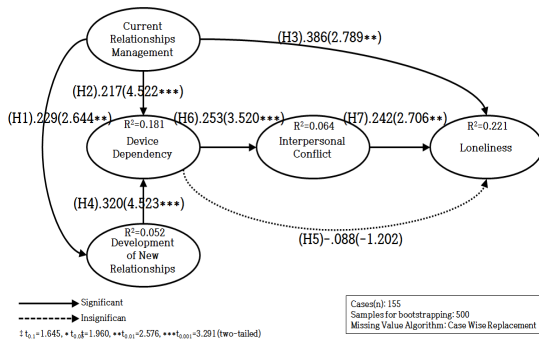 Current
Relationships
Management
(H3).386(2.789**)
(H2).217(4.522***)
(H1).229(2.644**)
R²=0.181
Device
Dependency
(H6).253(3.520***)
R²=0.064
Interpersonal
Conflict
(H7).242(2.706**)
R²=0.221
Loneliness
(H4).320(4.523***)
(H5)-.088(-1.202)
R²=0.052
Development
of New
Relationships
Significant
Insignifican
‡t0.1=1.645, *t0.05=1.960, **t0.01=2.576, ***t0.001=3.291(two-tailed)
Cases(n): 155
Samples for bootstrapping: 500
Missing Value Algorithm: Case Wise Replacement